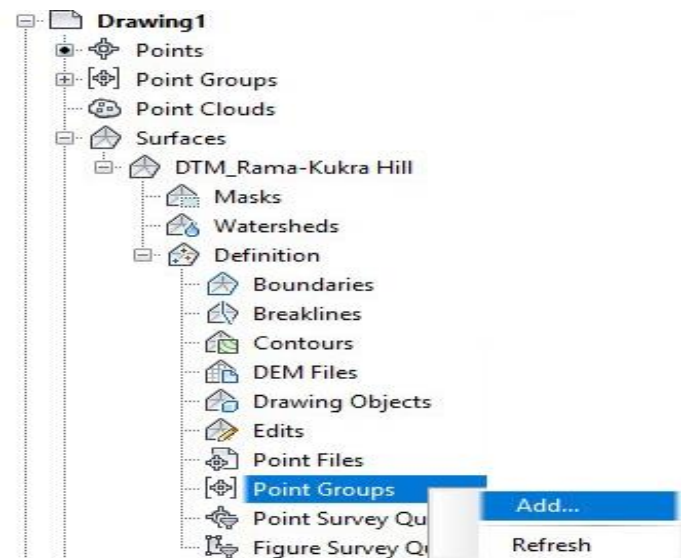 Drawing1
Points
Point Groups
Point Clouds
Surfaces
DTM_Rama-Kukra Hill
Masks
Watersheds
Definition
Boundaries
Breaklines
Contours
DEM Files
Drawing Objects
Edits
Point Files
Point Groups
Add...
Point Survey Qu
Refresh
Figure Survey Qu